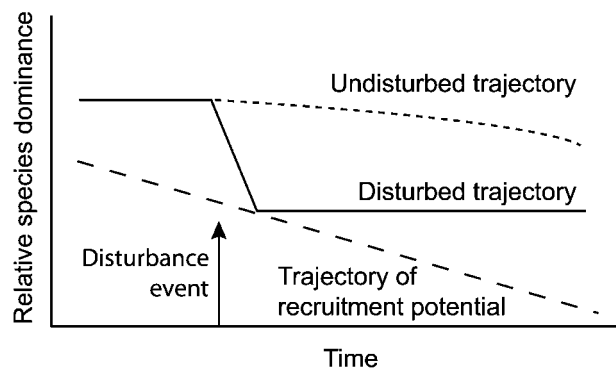 Relative species dominance
Undisturbed trajectory
Disturbed trajectory
Disturbance
event
Trajectory of
recruitment potential
Time